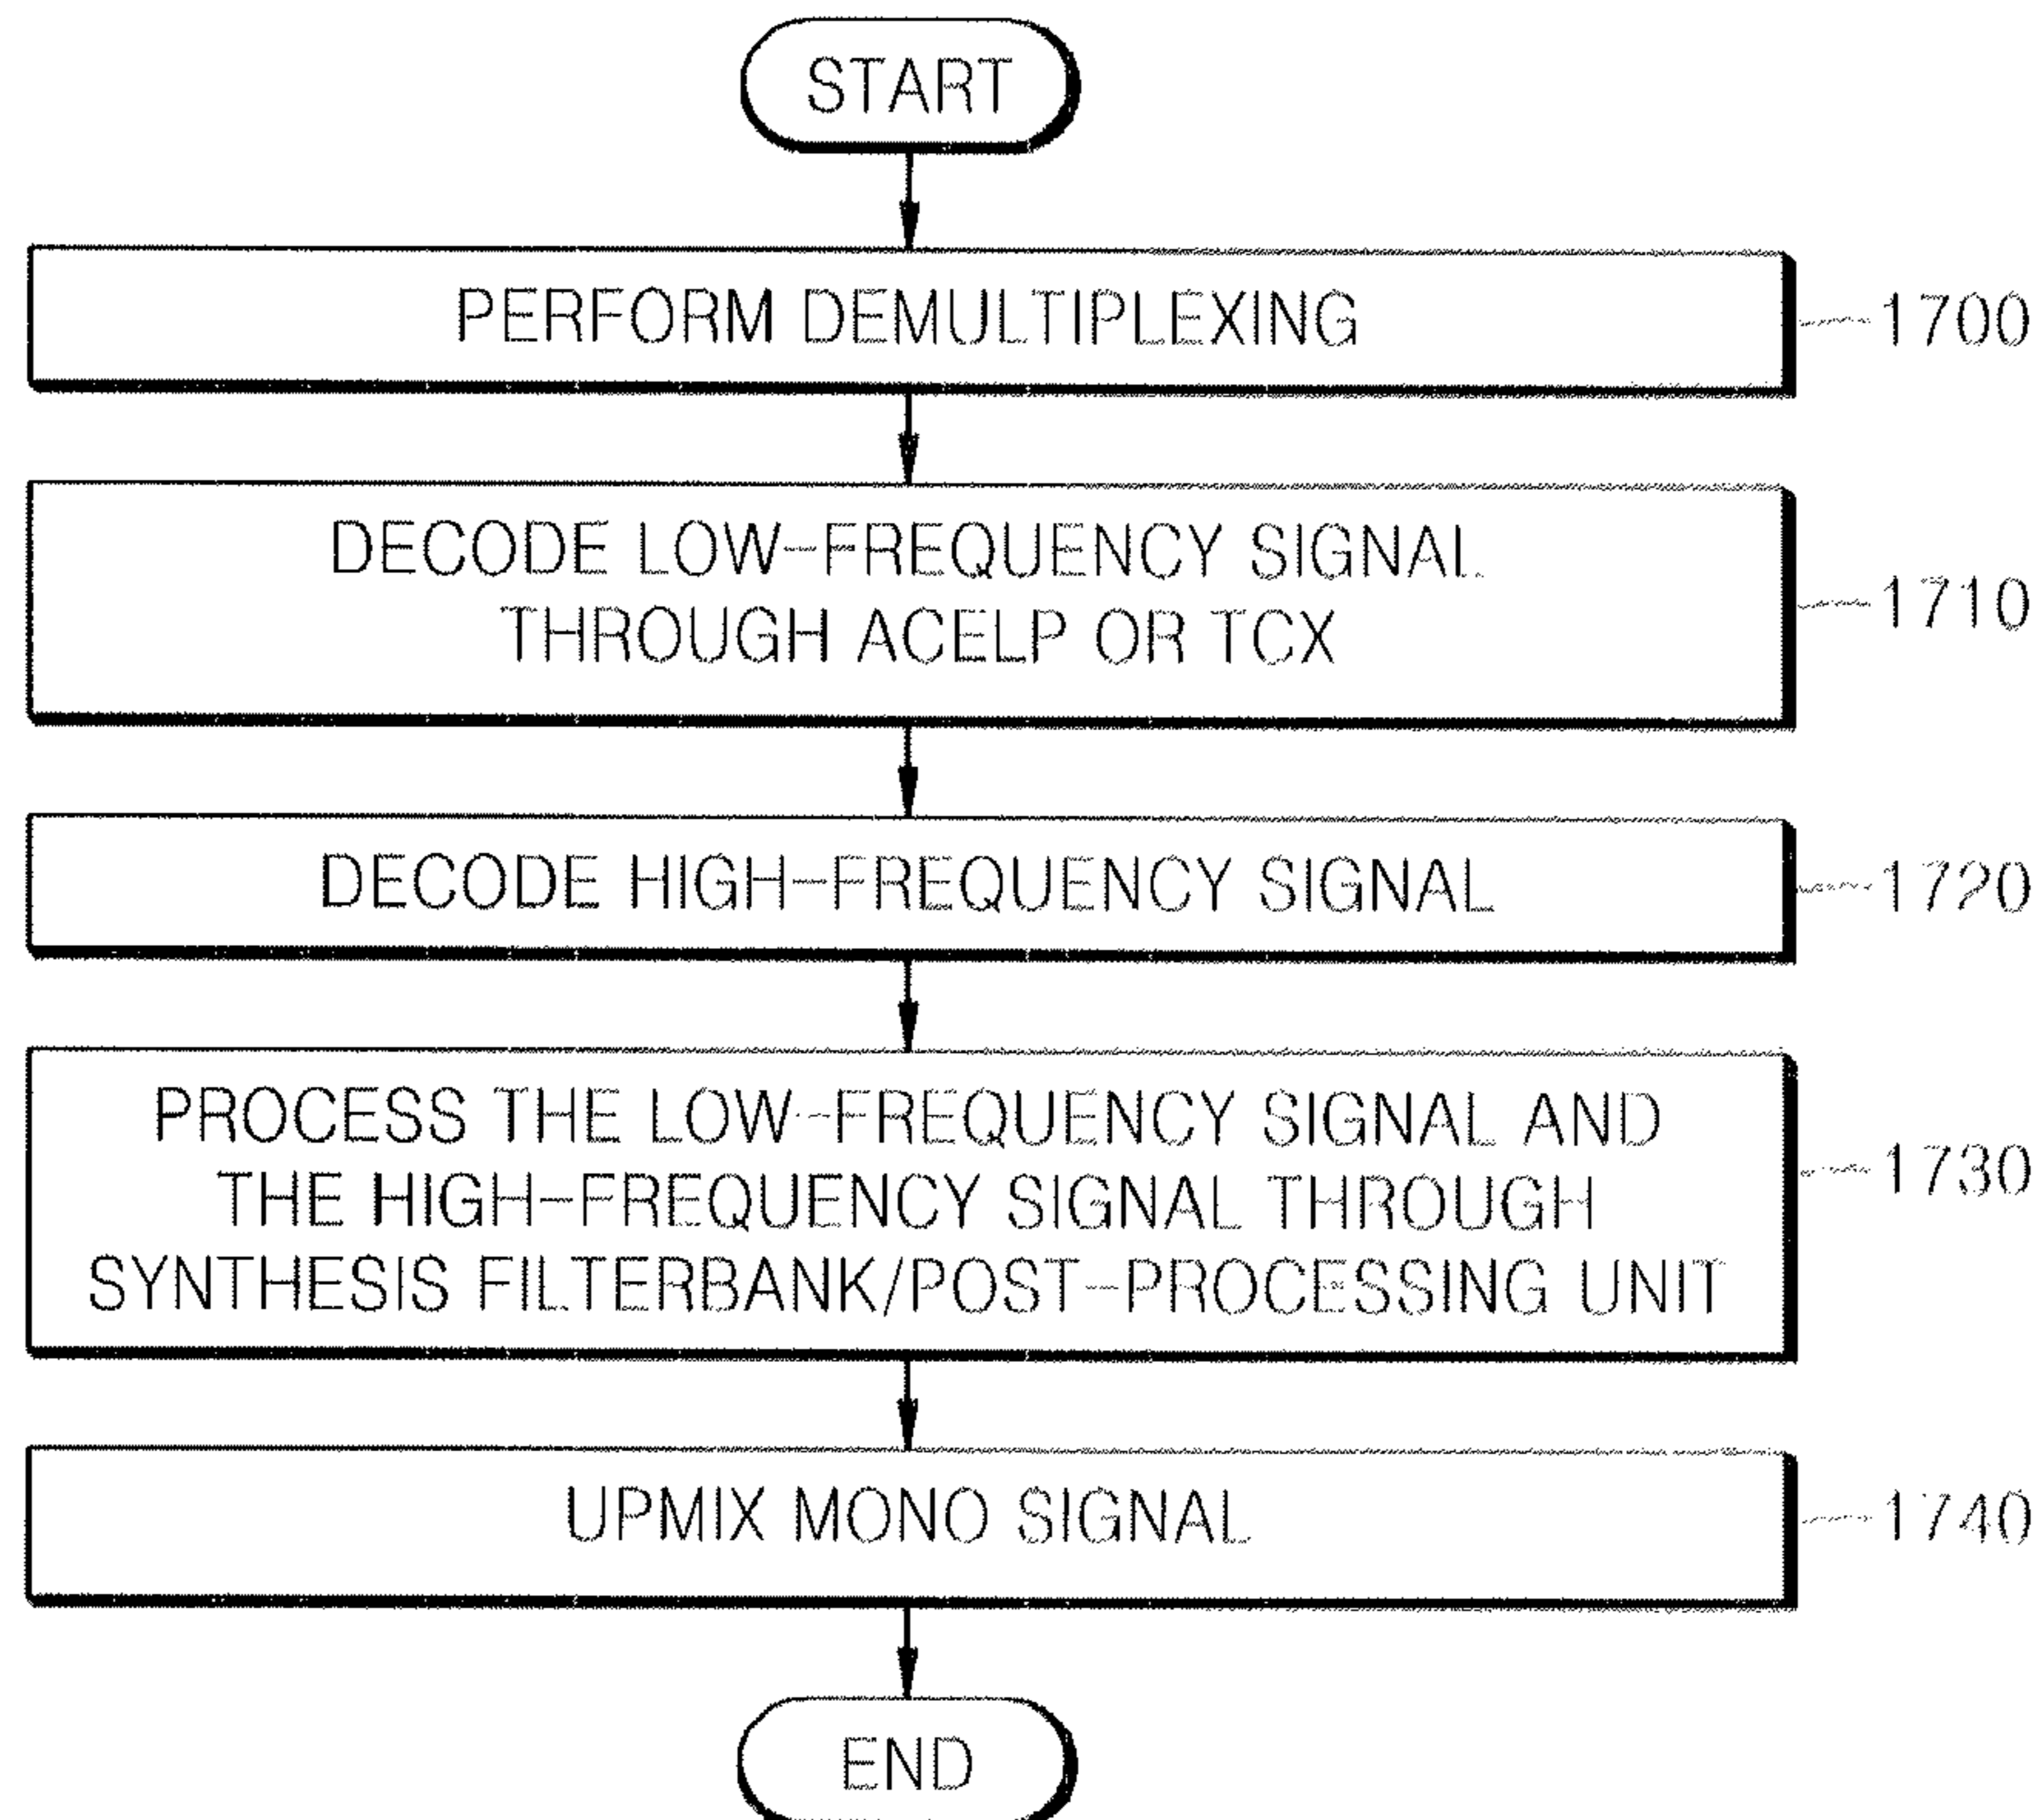 START
PERFORM DEMULTIPLEXING
1700
DECODE LOW-FREQUENCY SIGNAL
THROUGH ACELP OR TCX
1710
DECODE HIGH-FREQUENCY SIGNAL
1720
PROCESS THE LOW-FREQUENCY SIGNAL AND
THE HIGH-FREQUENCY SIGNAL THROUGH
SYNTHESIS FILTERBANK/POST-PROCESSING UNIT
1730
UPMIX MONO SIGNAL
1740
END